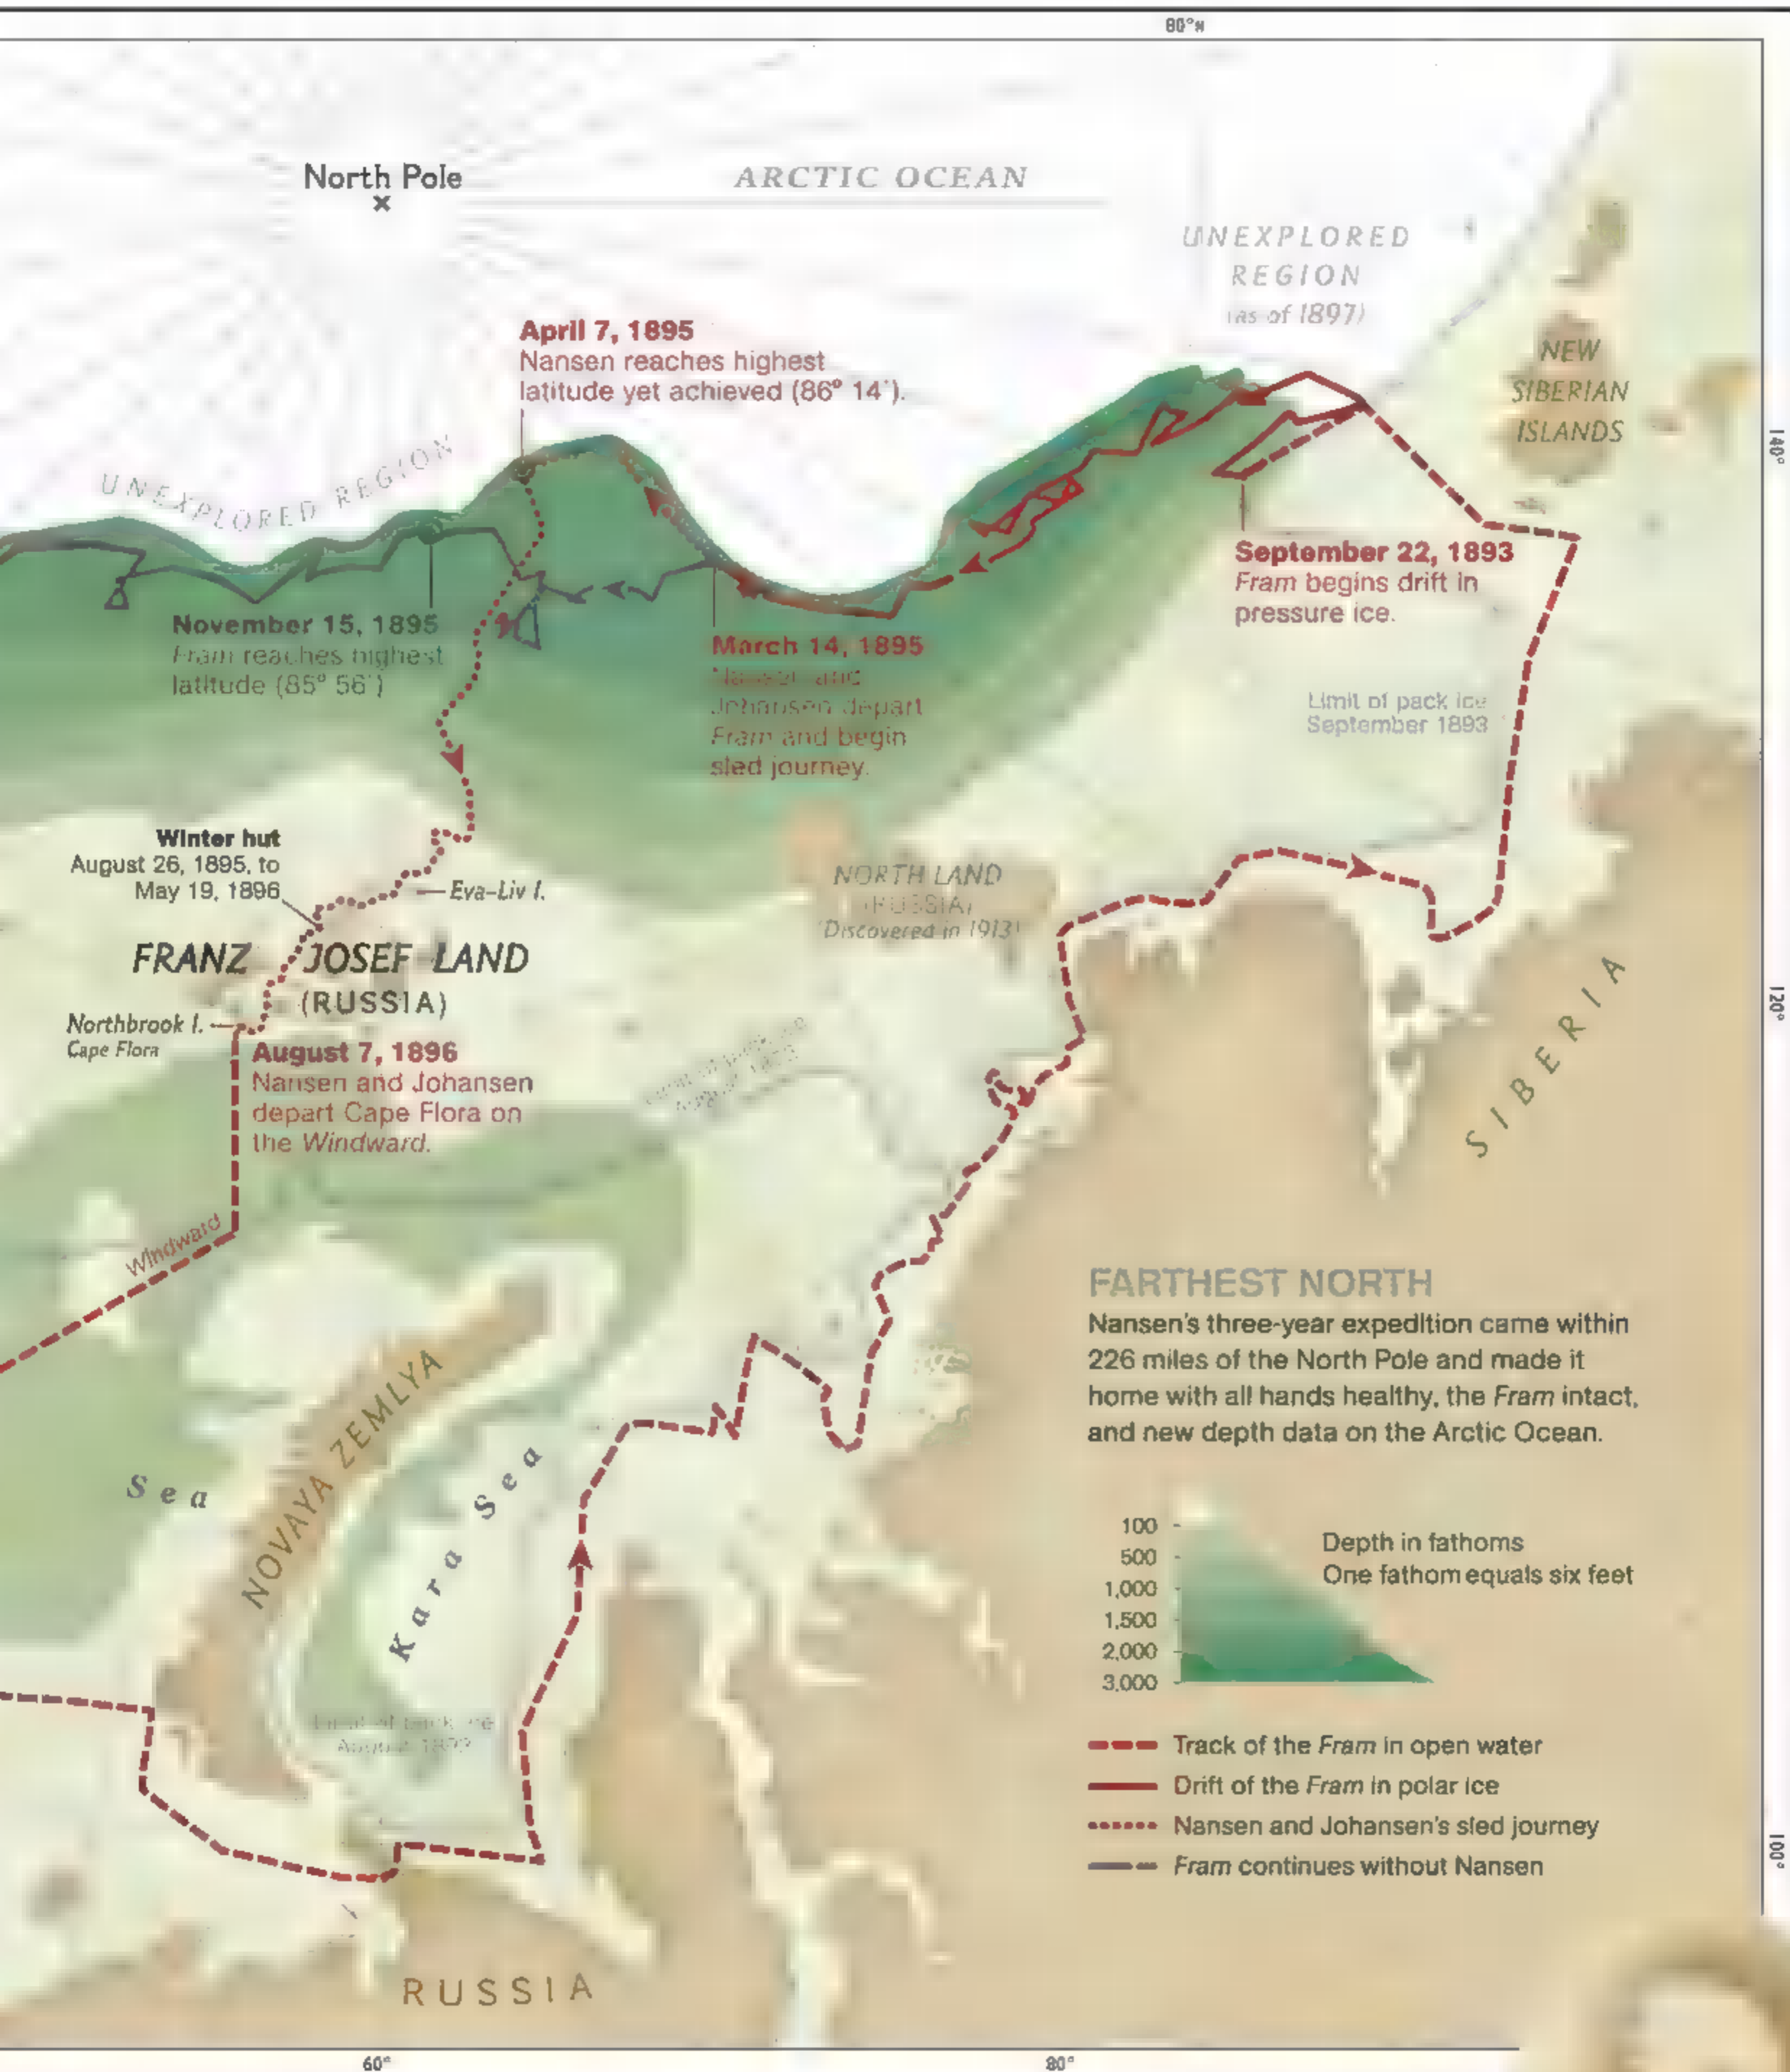 80°N
North Pole
ARCTIC OCEAN
UNEXPLORED
REGION
(as of 1897)
April 7, 1895
Nansen reaches highest
latitude yet achieved (86° 14').
NEW
SIBERIAN
ISLANDS
UNEXPLORED REGION
140°
September 22, 1893
Fram begins drift in
pressure ice.
November 15, 1895
Fram reaches highest
latitude (85° 56')
March 14, 1895
Nansen and
Johansen depart
Fram and begin
sled journey.
Limit of pack ice
September 1893
Winter hut
August 26, 1895, to
May 19, 1896
Eva-Liv I.
NORTH LAND
(RUSSIA)
(Discovered in 1913)
FRANZ JOSEF LAND
(RUSSIA)
Northbrook I.
Cape Flora
120°
SIBERIA
August 7, 1896
Nansen and Johansen
depart Cape Flora on
the Windward.
Windward
FARTHEST NORTH
Nansen's three-year expedition came within
226 miles of the North Pole and made it
home with all hands healthy, the Fram intact,
and new depth data on the Arctic Ocean.
NOVAYA ZEMLYA
Sea
Kara Sea
100
500
1,000
1,500
2,000
3,000
Depth in fathoms
One fathom equals six feet
Limit of pack ice
August
Track of the Fram in open water
Drift of the Fram in polar ice
Nansen and Johansen's sled journey
Fram continues without Nansen
100°
RUSSIA
60°
80°